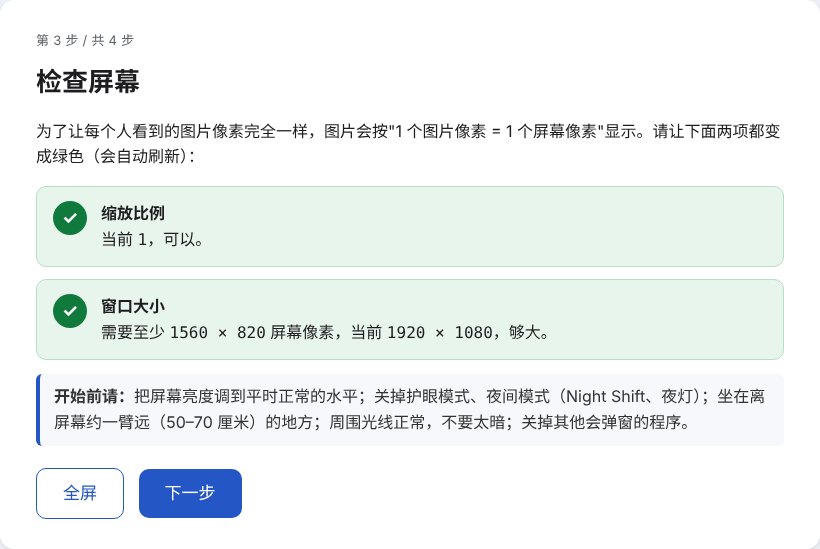 第 3 步 / 共 4 步
检查屏幕
为了让每个人看到的图片像素完全一样，图片会按"1 个图片像素 = 1 个屏幕像素"显示。请让下面两项都变
成绿色（会自动刷新）：
缩放比例
当前 1，可以。
窗口大小
需要至少 1560 × 820 屏幕像素，当前 1920 × 1080，够大。
开始前请：把屏幕亮度调到平时正常的水平；关掉护眼模式、夜间模式（Night Shift、夜灯）；坐在离
屏幕约一臂远（50–70 厘米）的地方；周围光线正常，不要太暗；关掉其他会弹窗的程序。
全屏
下一步